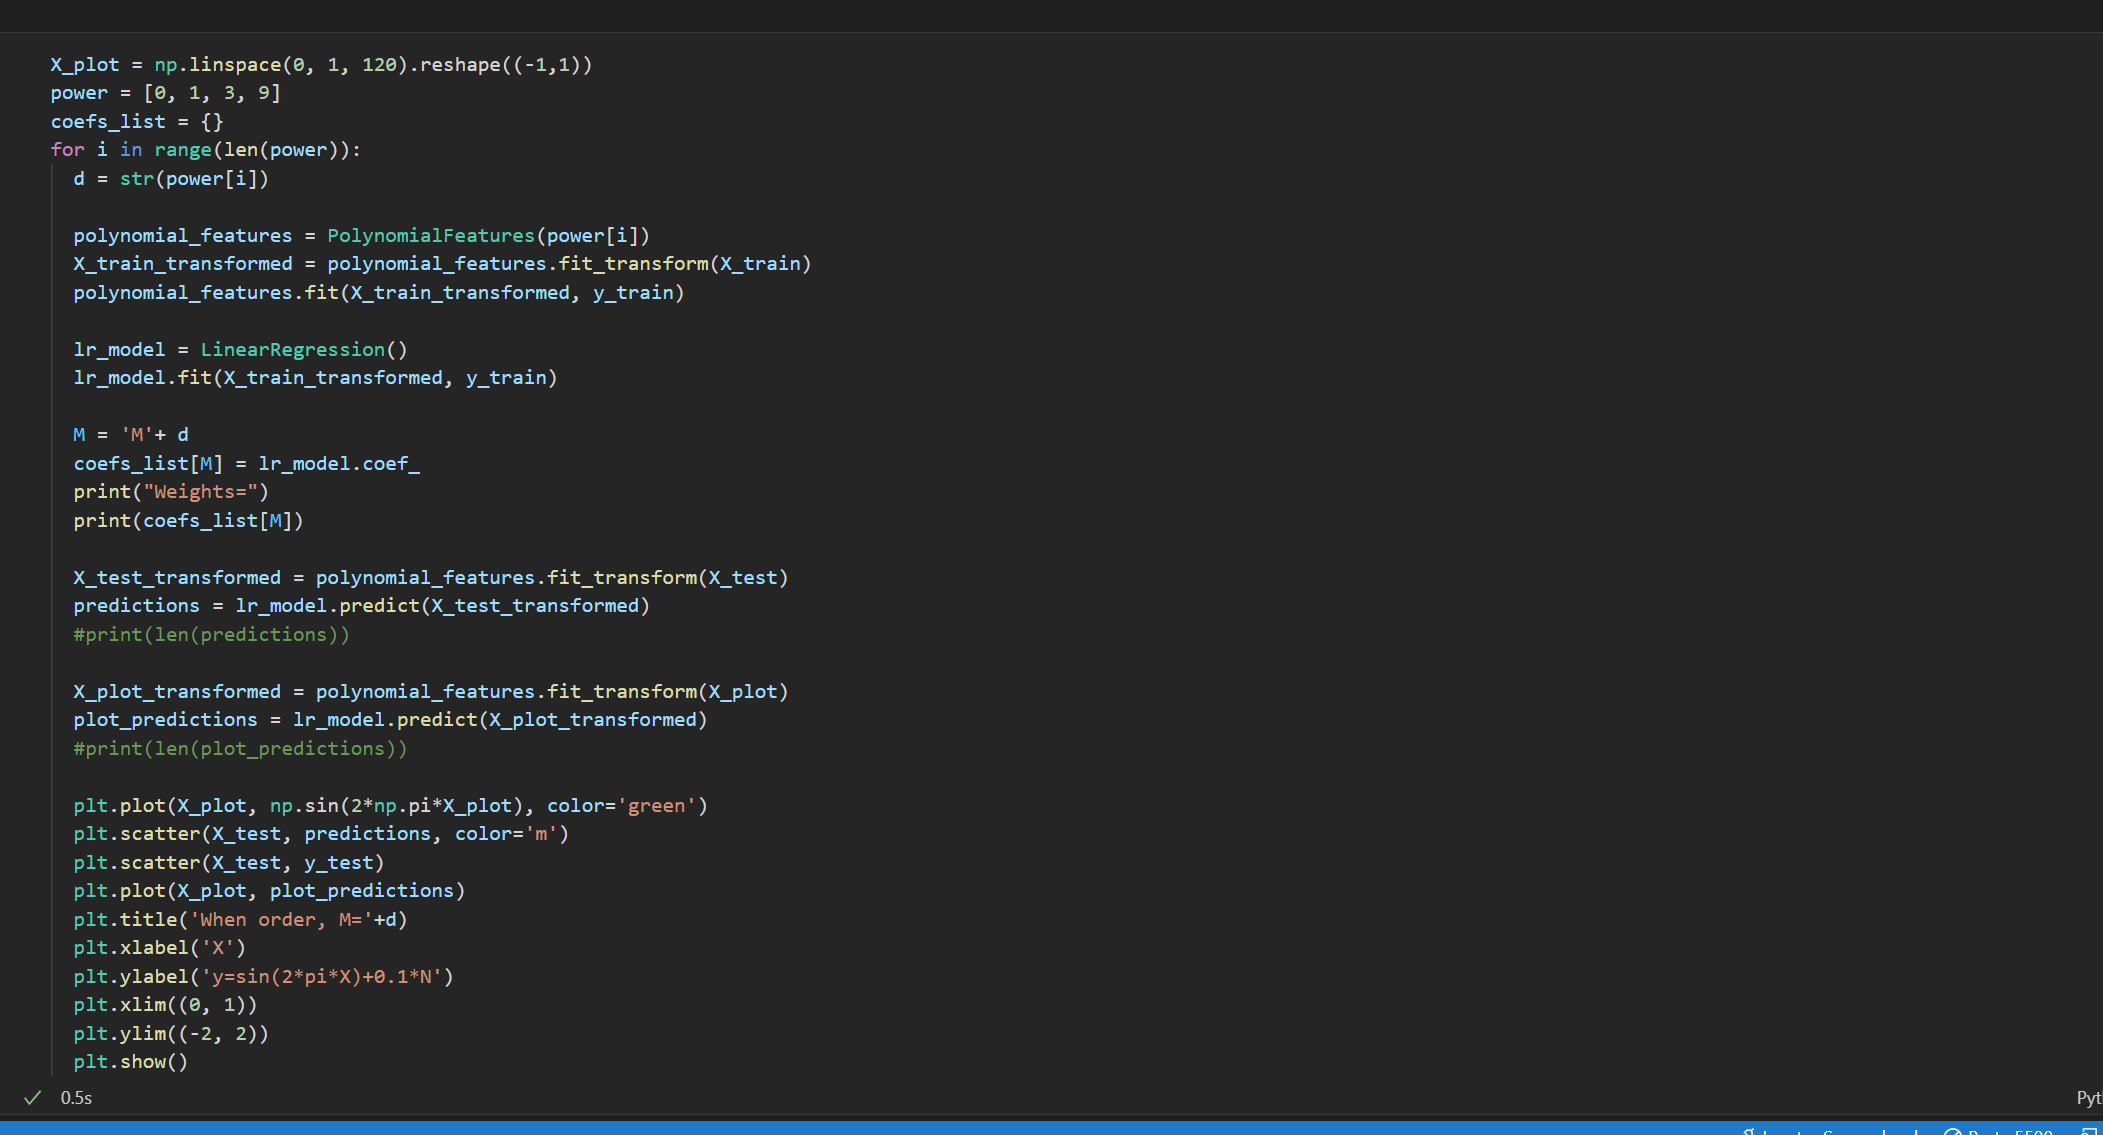 X_plot = np.linspace(0, 1, 120).reshape((-1,1))
power = [0, 1, 3, 9]
coefs_list = {}
for i in range(len(power)):
  d = str(power[i])
  polynomial_features = PolynomialFeatures(power[i])
  X_train_transformed = polynomial_features.fit_transform(X_train)
  polynomial_features.fit(X_train_transformed, y_train)
  lr_model = LinearRegression()
  lr_model.fit(X_train_transformed, y_train)
  M = 'M'+ d
  coefs_list[M] = lr_model.coef_
  print("Weights=")
  print(coefs_list[M])
  X_test_transformed = polynomial_features.fit_transform(X_test)
  predictions = lr_model.predict(X_test_transformed)
  #print(len(predictions))
  X_plot_transformed = polynomial_features.fit_transform(X_plot)
  plot_predictions = lr_model.predict(X_plot_transformed)
  #print(len(plot_predictions))
  plt.plot(X_plot, np.sin(2*np.pi*X_plot), color='green')
  plt.scatter(X_test, predictions, color='m')
  plt.scatter(X_test, y_test)
  plt.plot(X_plot, plot_predictions)
  plt.title('When order, M='+d)
  plt.xlabel('X')
  plt.ylabel('y=sin(2*pi*X)+0.1*N')
  plt.xlim((0, 1))
  plt.ylim((-2, 2))
  plt.show()
0.5s